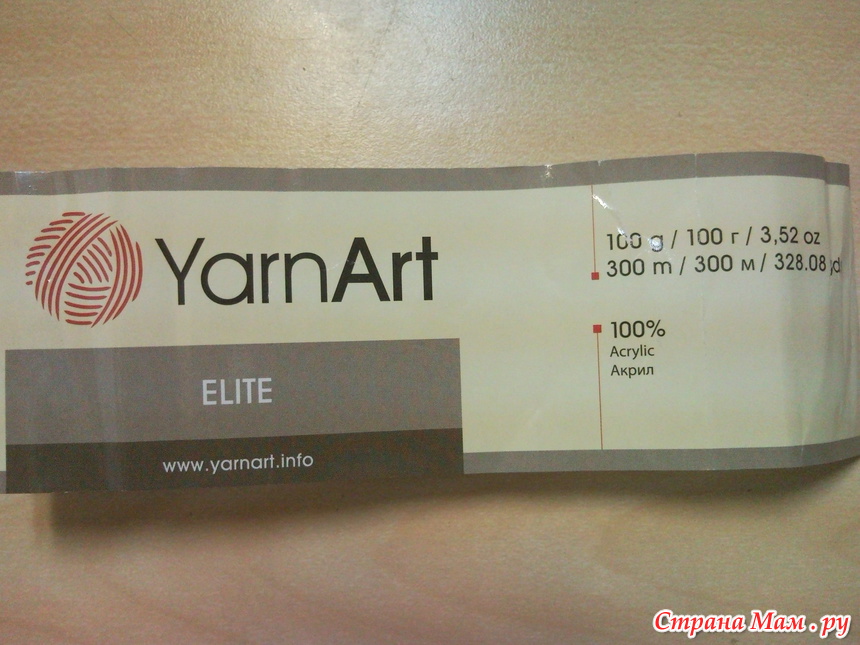 YarnArt
ELITE
www.yarnart.info
100 g / 100 г / 3,52 oz
300 m / 300 м / 328.08
100%
Acrylic
Акрил
Страна Мам.ру